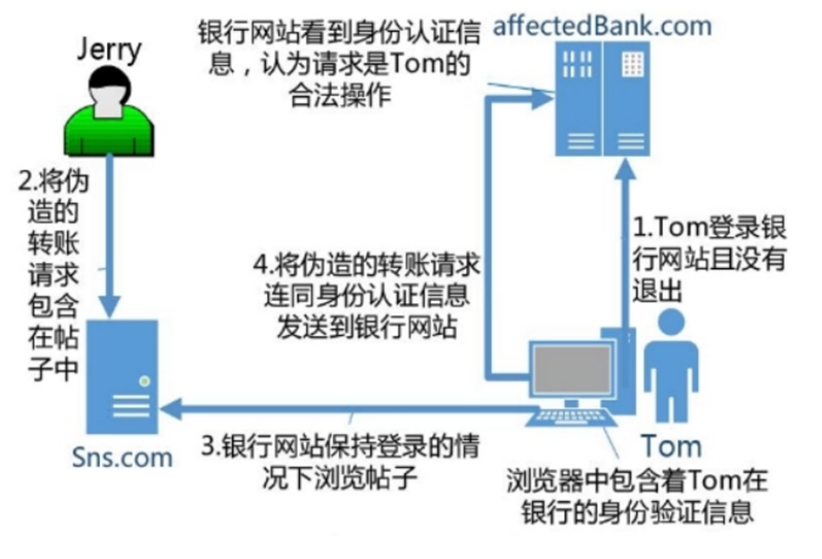 Jerry
银行网站看到身份认证信
息，认为请求是Tom的
合法操作
affectedBank.com
2.将伪
造的
转账
请求
包含
在帖
子中
4.将伪造的转账请求
连同身份认证信息
发送到银行网站
1.Tom登录银
行网站且没有
退出
Sns.com
3.银行网站保持登录的情
况下浏览帖子
Tom
浏览器中包含着Tom在
银行的身份验证信息